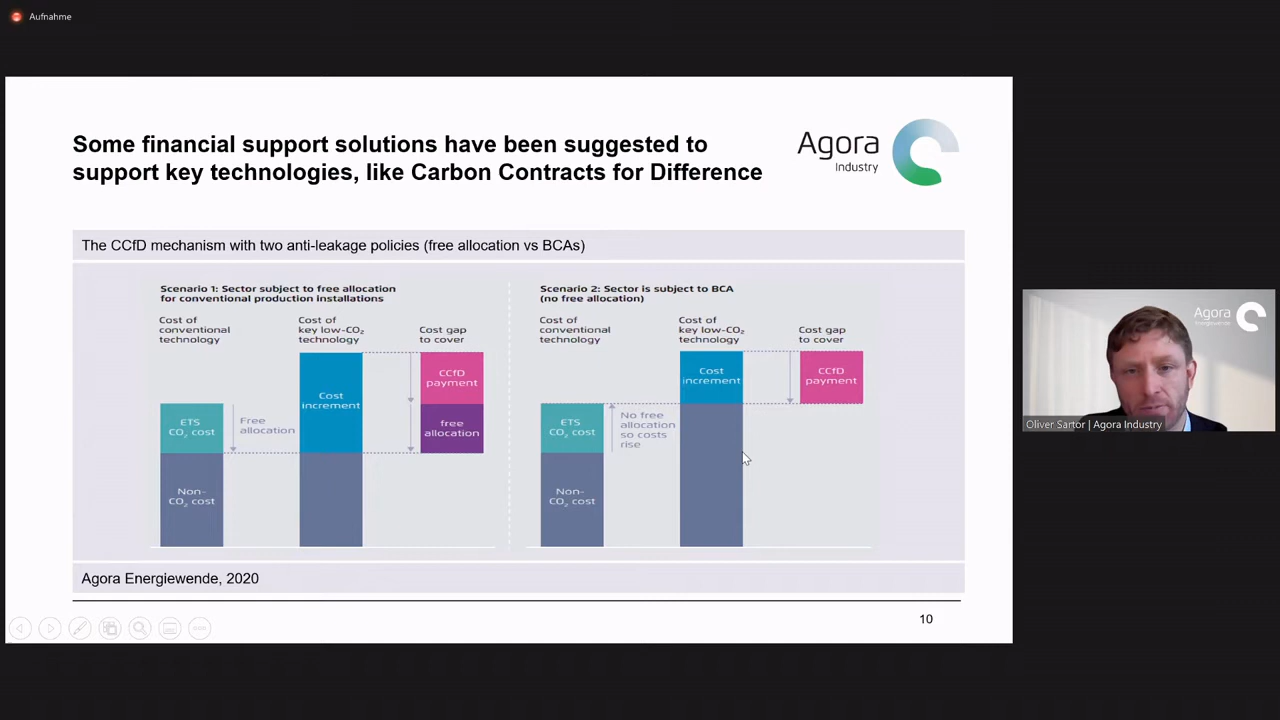 Aufnahme
Some financial support solutions have been suggested to
support key technologies, like Carbon Contracts for Difference
Agora
Industry
The CCfD mechanism with two anti-leakage policies (free allocation vs BCAs)
Scenario 1: Sector subject to free allocation
for conventional production installations
Cost of
conventional
technology
Cost of
key low-CO₂
technology
Cost gap
to cover
ETS
CO₂ cost
Non-
CO₂ cost
Free
allocation
Cost
increment
CCfD
payment
free
allocation
Scenario 2: Sector is subject to BCA
(no free allocation)
Cost of
conventional
technology
Cost of
key low-CO₂
technology
Cost gap
to cover
ETS
CO₂ cost
Non-
CO₂ cost
No free
allocation
so costs
rise
Cost
increment
CCfD
payment
Agora Energiewende, 2020
10
Agora
Energiewende
Oliver Sartor | Agora Industry